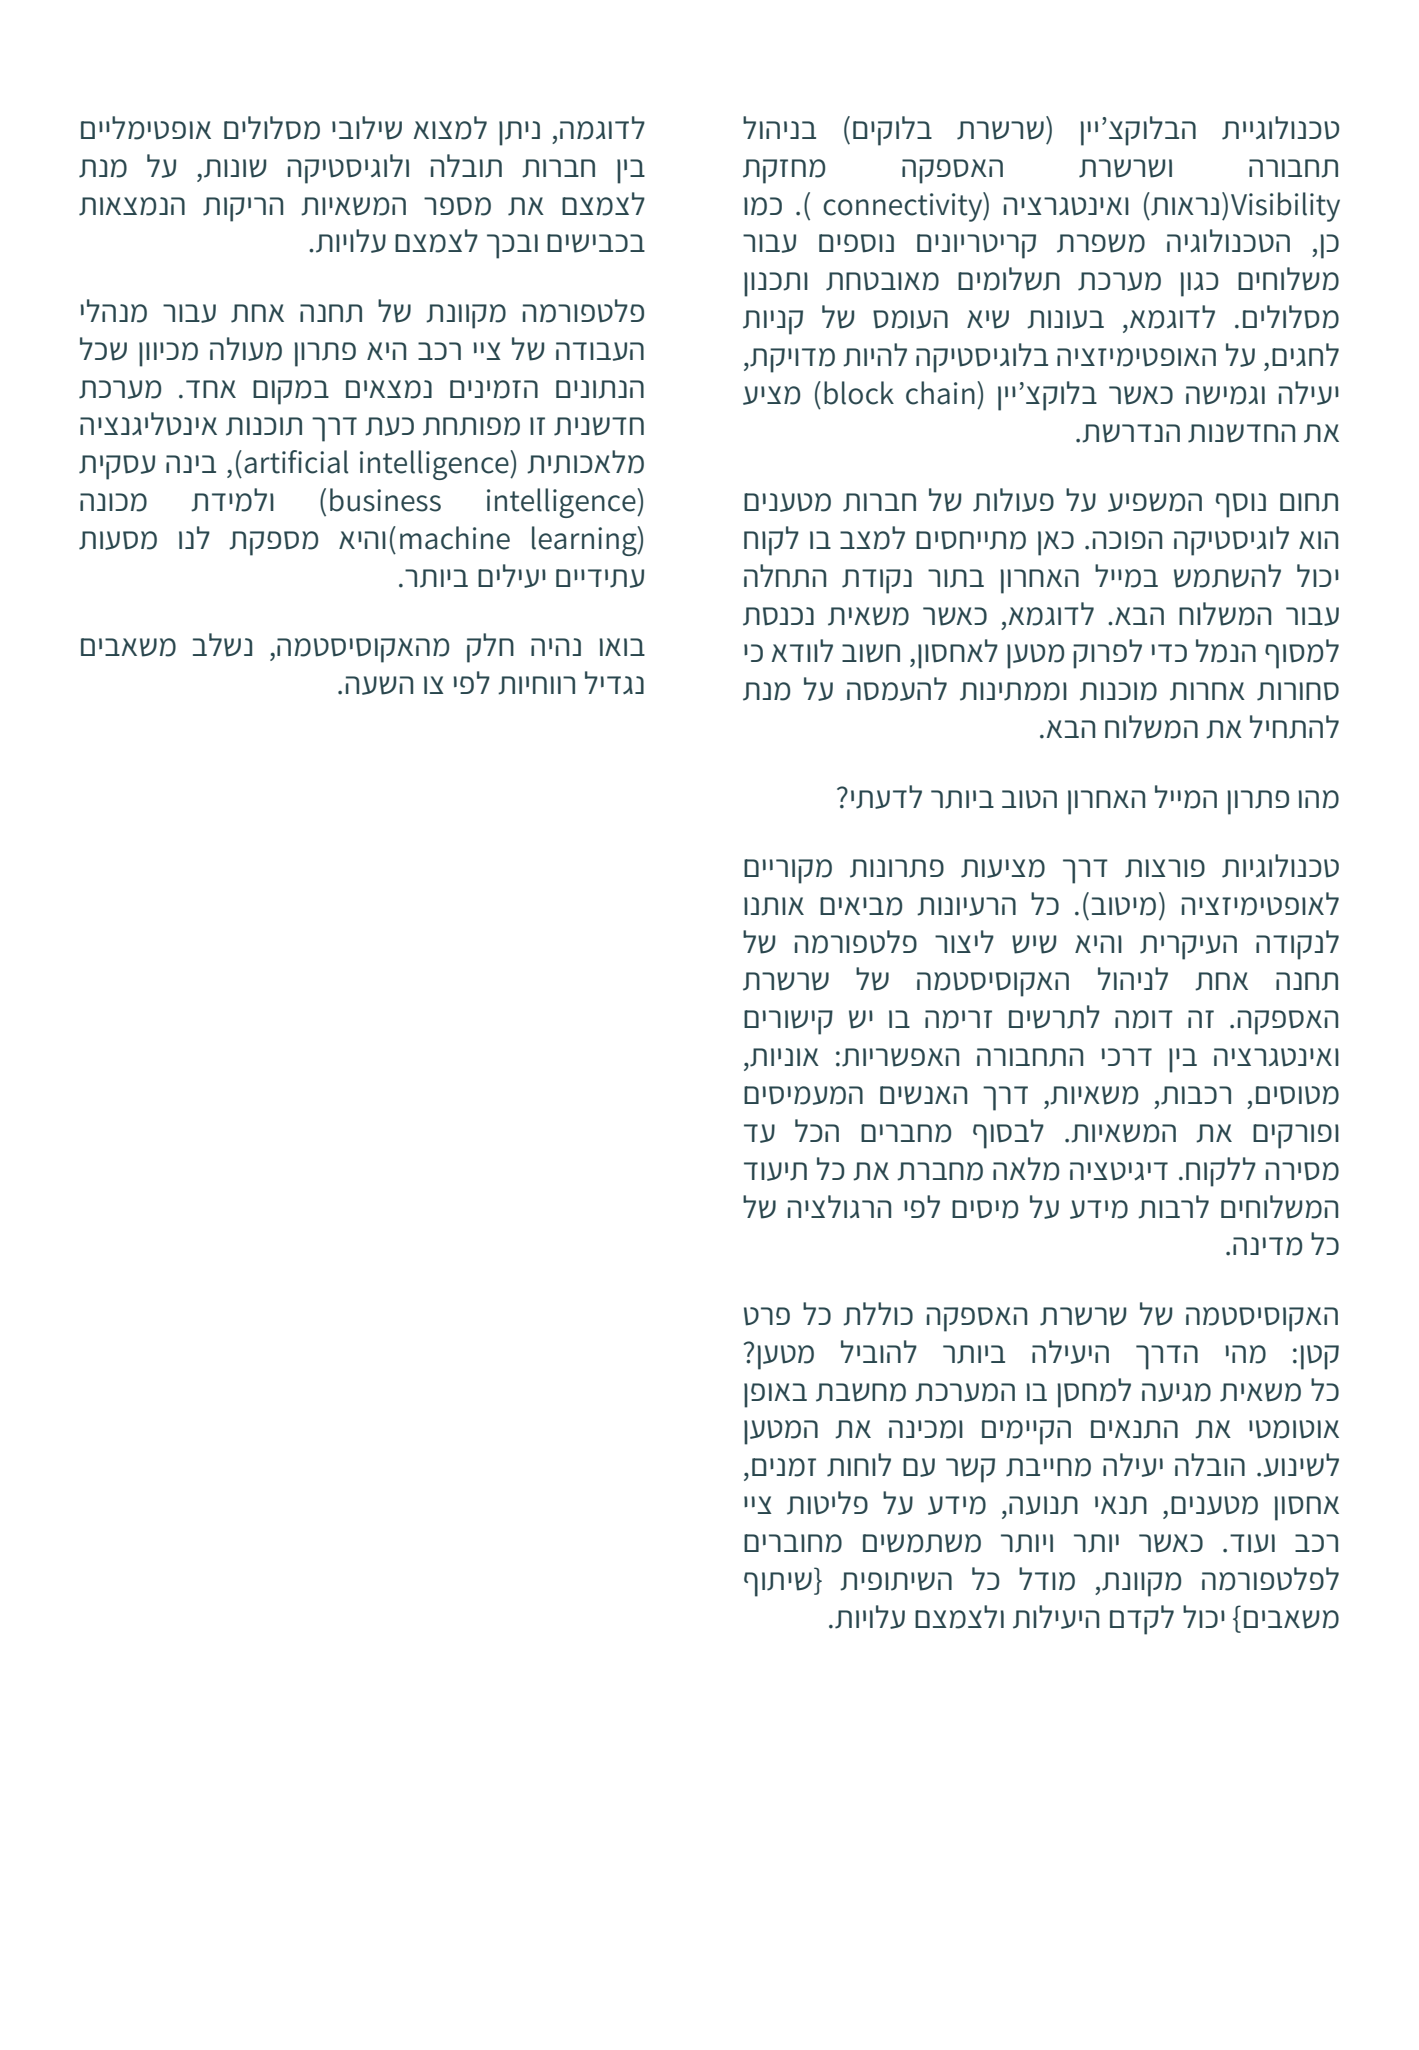 טכנולוגיית הבלוקצ'יין (שרשרת בלוקים) בניהול
תחבורה ושרשרת האספקה מחזקת
Visibility(נראות) ואינטגרציה (connectivity ). כמו
כן, הטכנולוגיה משפרת קריטריונים נוספים עבור
משלוחים כגון מערכת תשלומים מאובטחת ותכנון
מסלולים. לדוגמא, בעונות שיא העומס של קניות
לחגים, על האופטימיזציה בלוגיסטיקה להיות מדויקת,
יעילה וגמישה כאשר בלוקצ'יין (block chain) מציע
את החדשנות הנדרשת.
תחום נוסף המשפיע על פעולות של חברות מטענים
הוא לוגיסטיקה הפוכה. כאן מתייחסים למצב בו לקוח
יכול להשתמש במייל האחרון בתור נקודת התחלה
עבור המשלוח הבא. לדוגמא, כאשר משאית נכנסת
למסוף הנמל כדי לפרוק מטען לאחסון, חשוב לוודא כי
סחורות אחרות מוכנות וממתינות להעמסה על מנת
להתחיל את המשלוח הבא.
מהו פתרון המייל האחרון הטוב ביותר לדעתי?
טכנולוגיות פורצות דרך מציעות פתרונות מקוריים
לאופטימיזציה (מיטוב). כל הרעיונות מביאים אותנו
לנקודה העיקרית והיא שיש ליצור פלטפורמה של
תחנה אחת לניהול האקוסיסטמה של שרשרת
האספקה. זה דומה לתרשים זרימה בו יש קישורים
ואינטגרציה בין דרכי התחבורה האפשריות: אוניות,
מטוסים, רכבות, משאיות, דרך האנשים המעמיסים
ופורקים את המשאיות. לבסוף מחברים הכל עד
מסירה ללקוח. דיגיטציה מלאה מחברת את כל תיעוד
המשלוחים לרבות מידע על מיסים לפי הרגולציה של
כל מדינה.
האקוסיסטמה של שרשרת האספקה כוללת כל פרט
קטן: מהי הדרך היעילה ביותר להוביל מטען?
כל משאית מגיעה למחסן בו המערכת מחשבת באופן
אוטומטי את התנאים הקיימים ומכינה את המטען
לשינוע. הובלה יעילה מחייבת קשר עם לוחות זמנים,
אחסון מטענים, תנאי תנועה, מידע על פליטות ציי
רכב ועוד. כאשר יותר ויותר משתמשים מחוברים
לפלטפורמה מקוונת, מודל כל השיתופית {שיתוף
משאבים} יכול לקדם היעילות ולצמצם עלויות.
לדוגמה, ניתן למצוא שילובי מסלולים אופטימליים
בין חברות תובלה ולוגיסטיקה שונות, על מנת
לצמצם את מספר המשאיות הריקות הנמצאות
בכבישים ובכך לצמצם עלויות.
פלטפורמה מקוונת של תחנה אחת עבור מנהלי
העבודה של ציי רכב היא פתרון מעולה מכיוון שכל
הנתונים הזמינים נמצאים במקום אחד. מערכת
חדשנית זו מפותחת כעת דרך תוכנות אינטליגנציה
מלאכותית (artificial intelligence), בינה עסקית
(business intelligence) ולמידת מכונה
(machine learning)והיא מספקת לנו מסעות
עתידיים יעילים ביותר.
בואו נהיה חלק מהאקוסיסטמה, נשלב משאבים
נגדיל רווחיות לפי צו השעה.